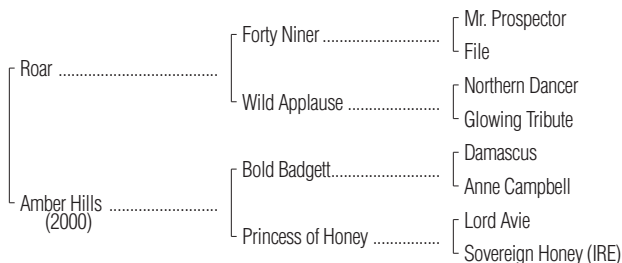 Mr. Prospector
Forty Niner ............................
File
Roar ......................................
Northern Dancer
Wild Applause .......................
Glowing Tribute
Damascus
Bold Badgett..........................
Anne Campbell
Amber Hills ..........................
(2000)
Lord Avie
Princess of Honey ................
Sovereign Honey (IRE)